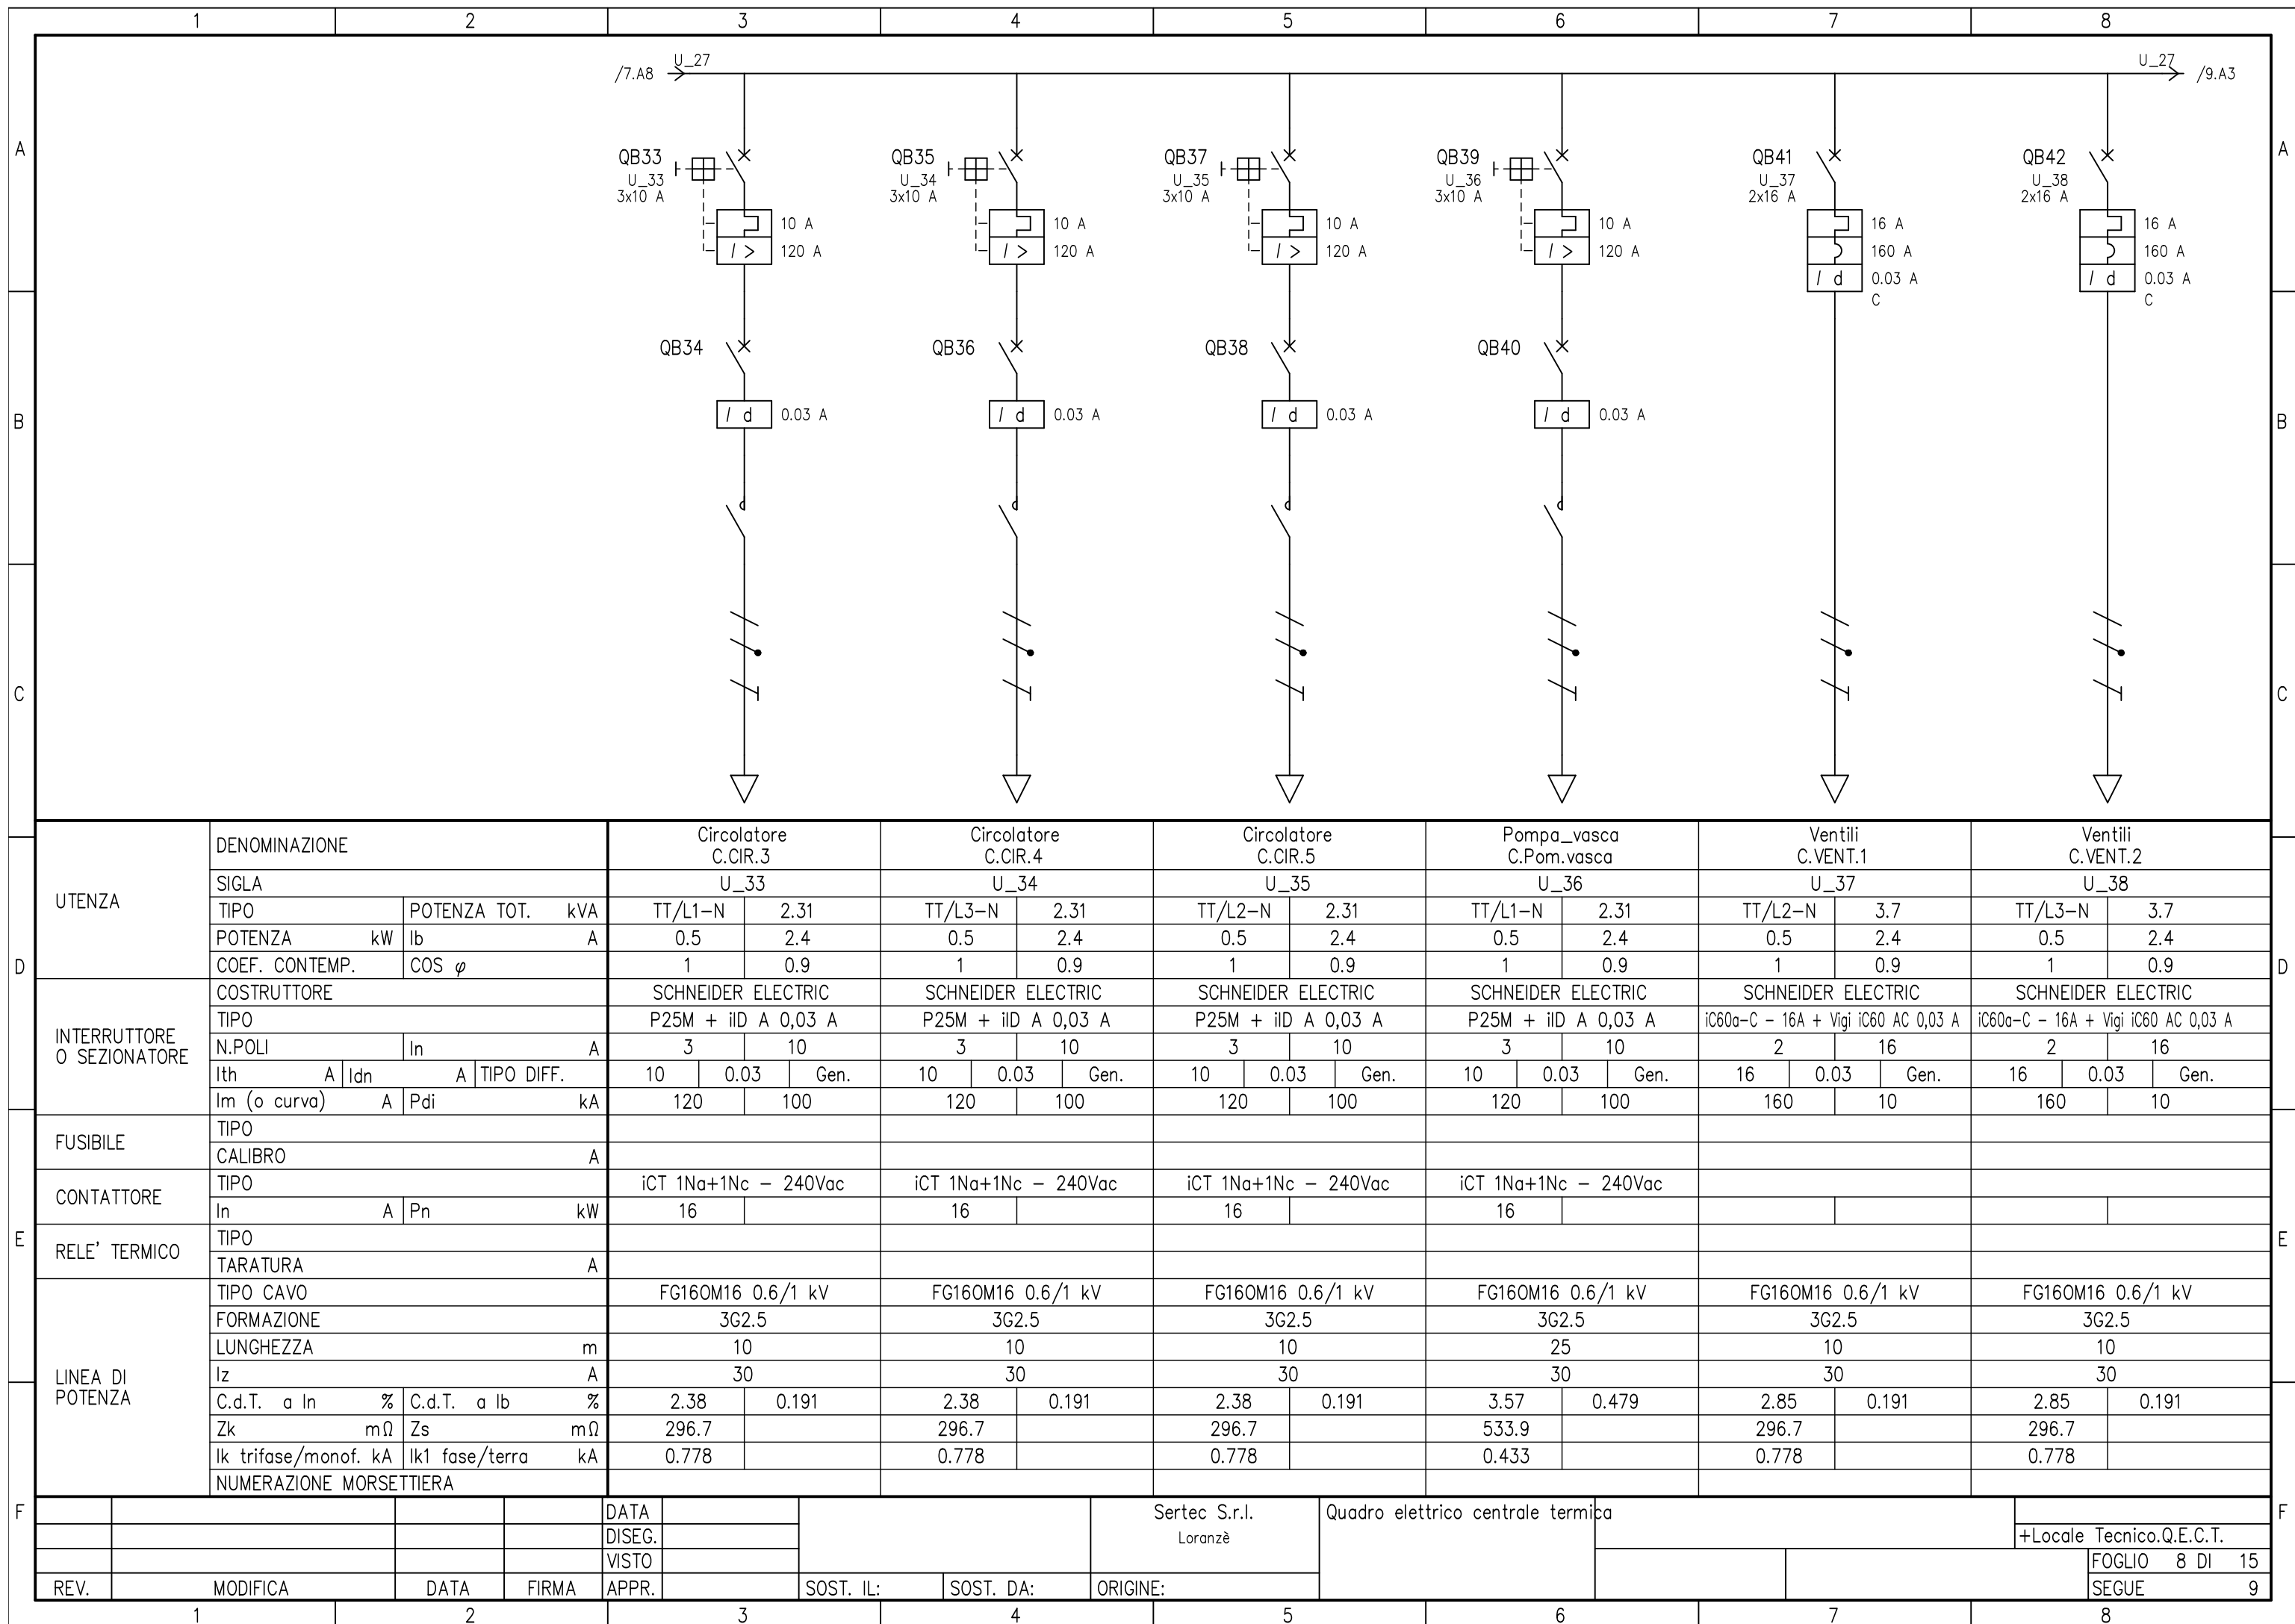 1 2 3 4 5 6 7 8
/7.A8 U_27 U_27 /9.A3
A A
QB33 QB35 QB37 QB39 QB41 QB42
U_33 U_34 U_35 U_36 U_37 U_38
3x10 A 3x10 A 3x10 A 3x10 A 2x16 A 2x16 A
10 A 10 A 10 A 10 A 16 A 16 A
I > 120 A I > 120 A I > 120 A I > 120 A 160 A 160 A
I d 0.03 A I d 0.03 A
C C
QB34 QB36 QB38 QB40
B I d 0.03 A I d 0.03 A I d 0.03 A I d 0.03 A B
C C
UTENZA
DENOMINAZIONE Circolatore Circolatore Circolatore Pompa_vasca Ventili Ventili
C.CIR.3 C.CIR.4 C.CIR.5 C.Pom.vasca C.VENT.1 C.VENT.2
SIGLA U_33 U_34 U_35 U_36 U_37 U_38
TIPO POTENZA TOT. kVA TT/L1-N 2.31 TT/L3-N 2.31 TT/L2-N 2.31 TT/L1-N 2.31 TT/L2-N 3.7 TT/L3-N 3.7
POTENZA kW Ib A 0.5 2.4 0.5 2.4 0.5 2.4 0.5 2.4 0.5 2.4 0.5 2.4
D COEF. CONTEMP. COS φ 1 0.9 1 0.9 1 0.9 1 0.9 1 0.9 1 0.9 D
INTERRUTTORE
O SEZIONATORE
COSTRUTTORE SCHNEIDER ELECTRIC SCHNEIDER ELECTRIC SCHNEIDER ELECTRIC SCHNEIDER ELECTRIC SCHNEIDER ELECTRIC SCHNEIDER ELECTRIC
TIPO P25M + iID A 0,03 A P25M + iID A 0,03 A P25M + iID A 0,03 A P25M + iID A 0,03 A iC60a-C - 16A + Vigi iC60 AC 0,03 A iC60a-C - 16A + Vigi iC60 AC 0,03 A
N.POLI In A 3 10 3 10 3 10 3 10 2 16 2 16
Ith A Idn A TIPO DIFF. 10 0.03 Gen. 10 0.03 Gen. 10 0.03 Gen. 10 0.03 Gen. 16 0.03 Gen. 16 0.03 Gen.
Im (o curva) A Pdi kA 120 100 120 100 120 100 120 100 160 10 160 10
FUSIBILE
TIPO
CALIBRO A
CONTATTORE
TIPO iCT 1Na+1Nc - 240Vac iCT 1Na+1Nc - 240Vac iCT 1Na+1Nc - 240Vac iCT 1Na+1Nc - 240Vac
In A Pn kW 16 16 16 16
E E
RELE' TERMICO
TIPO
TARATURA A
LINEA DI
POTENZA
TIPO CAVO FG16OM16 0.6/1 kV FG16OM16 0.6/1 kV FG16OM16 0.6/1 kV FG16OM16 0.6/1 kV FG16OM16 0.6/1 kV FG16OM16 0.6/1 kV
FORMAZIONE 3G2.5 3G2.5 3G2.5 3G2.5 3G2.5 3G2.5
LUNGHEZZA m 10 10 10 25 10 10
Iz A 30 30 30 30 30 30
C.d.T. a In % C.d.T. a Ib % 2.38 0.191 2.38 0.191 2.38 0.191 3.57 0.479 2.85 0.191 2.85 0.191
Zk mΩ Zs mΩ 296.7 296.7 296.7 533.9 296.7 296.7
Ik trifase/monof. kA Ik1 fase/terra kA 0.778 0.778 0.778 0.433 0.778 0.778
NUMERAZIONE MORSETTIERA
F F
DATA
DISEG.
VISTO
REV. MODIFICA DATA FIRMA APPR. SOST. IL: SOST. DA: ORIGINE:
Sertec S.r.l.
Loranzè
Quadro elettrico centrale termica
+Locale Tecnico.Q.E.C.T.
FOGLIO 8 DI 15
SEGUE 9
1 2 3 4 5 6 7 8